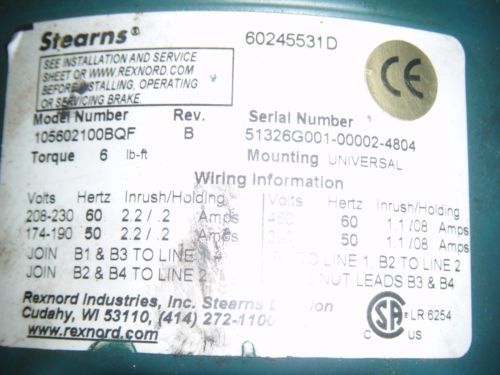 Stearns®
60245531D
SEE INSTALLATION AND SERVICE
SHEET OR WWW.REXNORD.COM
BEFORE INSTALLING, OPERATING
OR SERVICING BRAKE.
CE
Model Number Rev. Serial Number
105602100BQF B 51326G001-00002-4804
Torque 6 lb-ft Mounting UNIVERSAL
Wiring Information
Volts Hertz Inrush/Holding Volts Hertz Inrush/Holding
208-230 60 2.2 / .2 Amps 460 60 1.1 /08 Amps
174-190 50 2.2 / .2 Amps 50 1.1 /08 Amps
JOIN B1 & B3 TO LINE 1 TO LINE 1, B2 TO LINE 2
JOIN B2 & B4 TO LINE NUT LEADS B3 & B4
Rexnord Industries, Inc. Stearns
Cudahy, WI 53110, (414) 272-1100
www.rexnord.com
SA ® LR 6254
C US